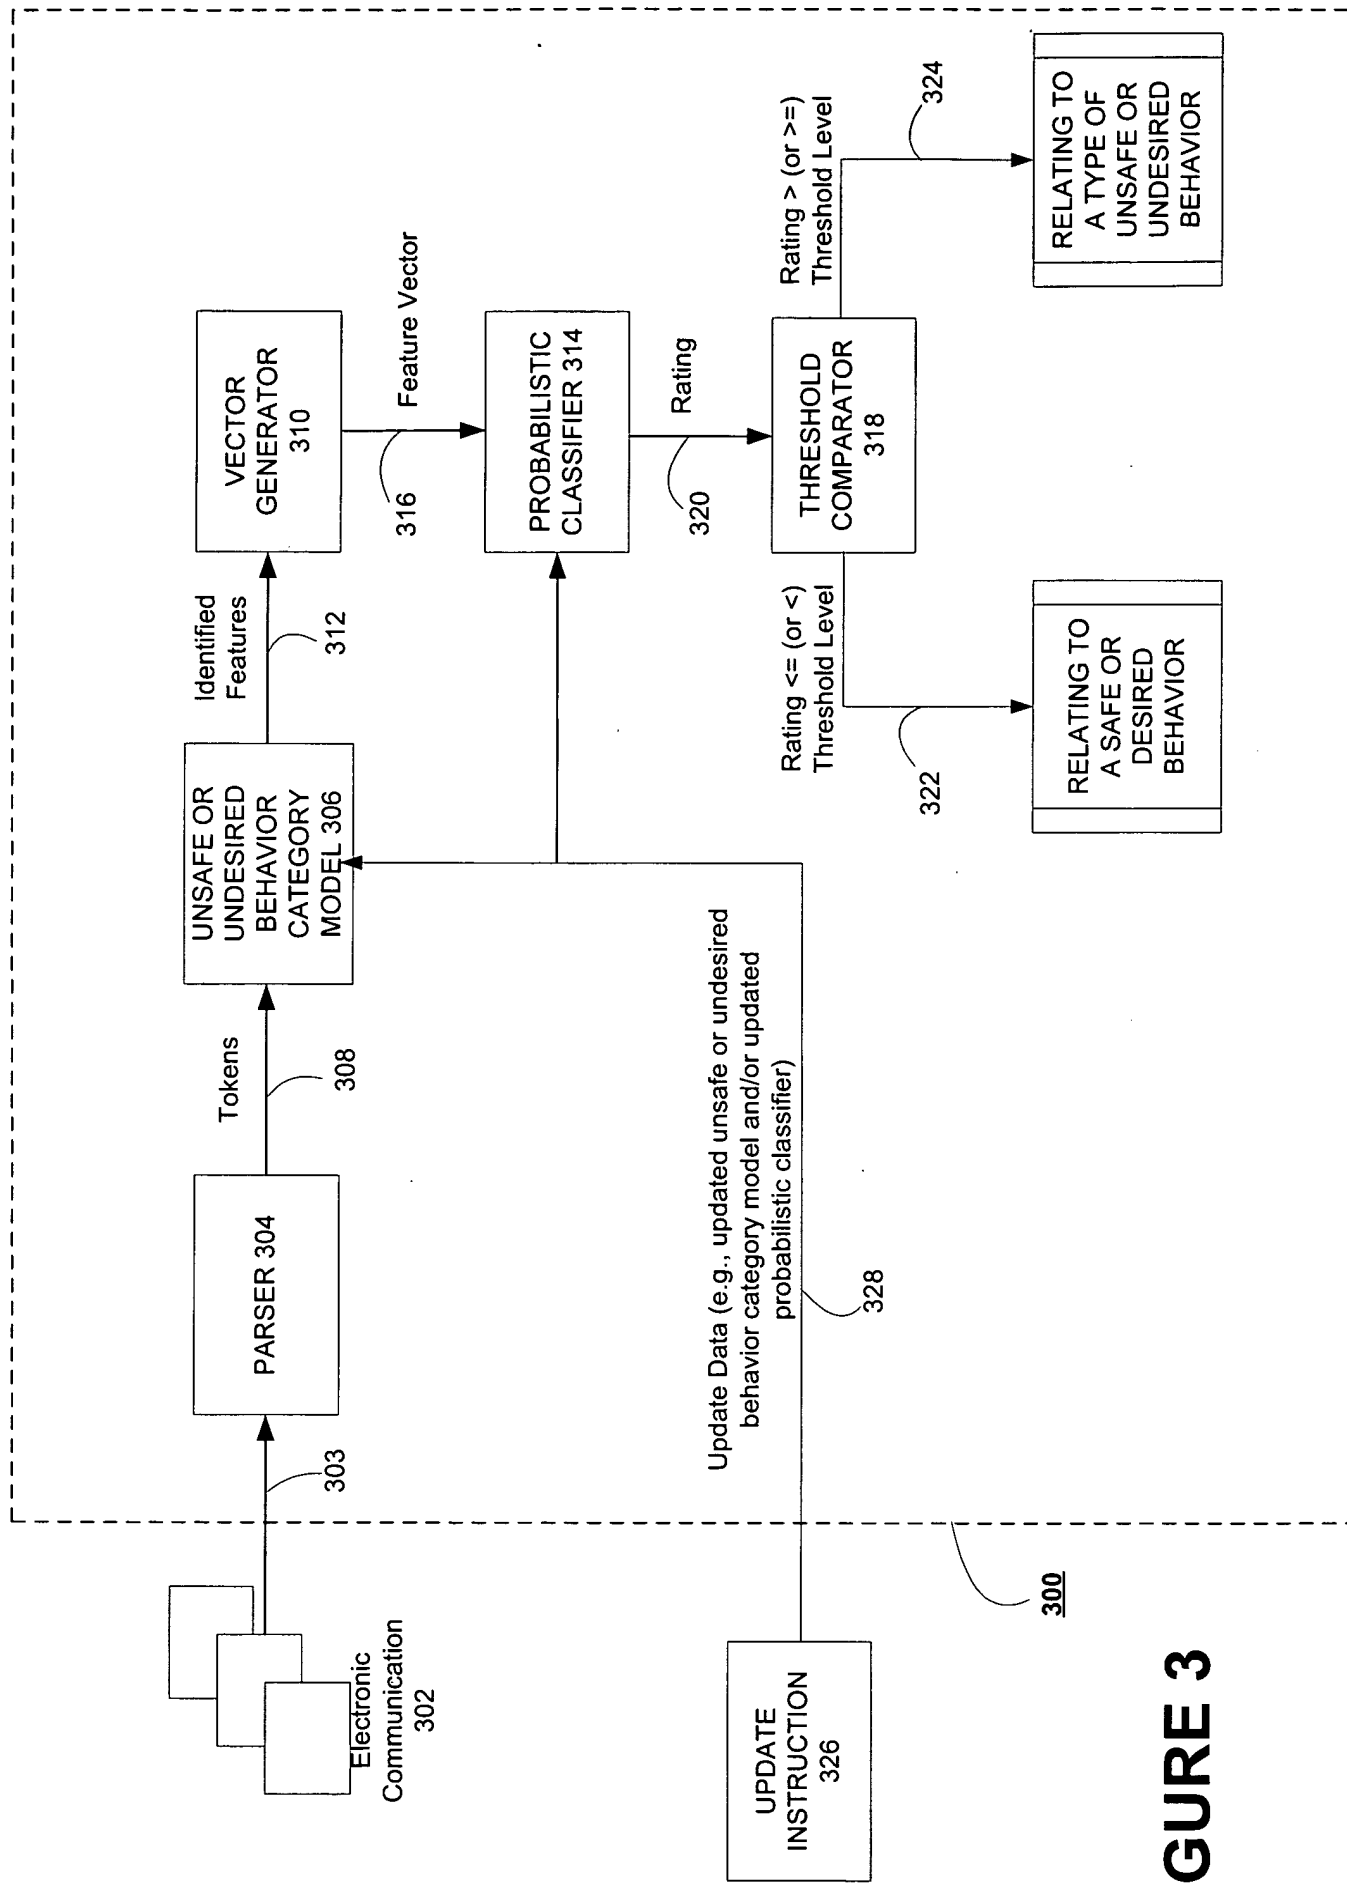 Electronic
Communication
302
303
PARSER 304
Tokens
308
UNSAFE OR
UNDESIRED
BEHAVIOR
CATEGORY
MODEL 306
Identified
Features
312
VECTOR
GENERATOR
310
316
Feature Vector
PROBABILISTIC
CLASSIFIER 314
320
Rating
THRESHOLD
COMPARATOR
318
Rating <= (or <)
Threshold Level
322
RELATING TO
A SAFE OR
DESIRED
BEHAVIOR
Rating > (or >=)
Threshold Level
324
RELATING TO
A TYPE OF
UNSAFE OR
UNDESIRED
BEHAVIOR
UPDATE
INSTRUCTION
326
Update Data (e.g., updated unsafe or undesired
behavior category model and/or updated
probabilistic classifier)
328
300
GURE 3